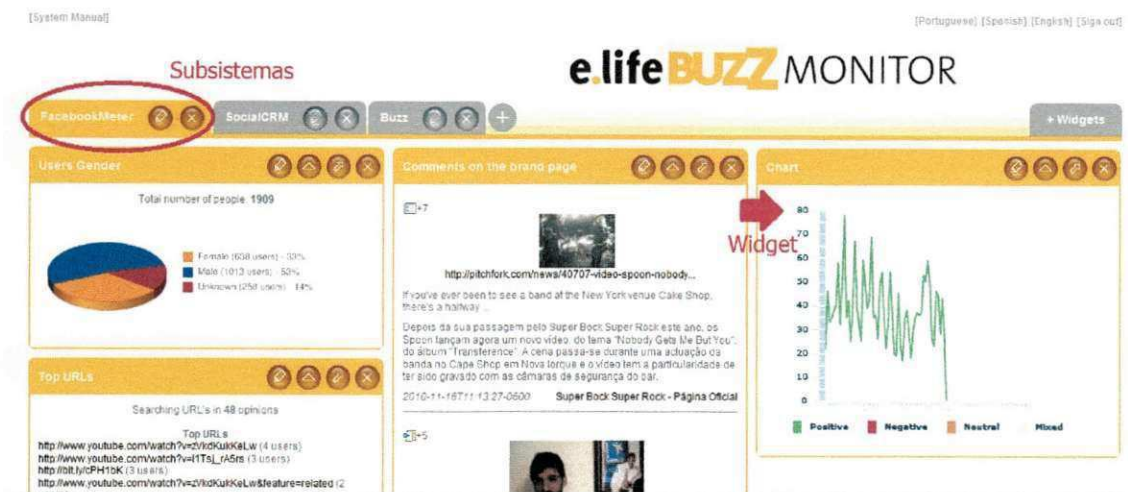 [System Manual]
[Portuguese] [Spanish] [English] [Sign out]
Subsistemas
e.life BUZZ MONITOR
FacebookMeter
SocialCRM
Buzz
+
+ Widgets
Users Gender
Total number of people: 1909
Female (638 users) - 33%
Male (1013 users) - 53%
Unknown (258 users) - 14%
Top URLs
Searching URL's in 48 opinions
Top URLs
http://www.youtube.com/watch?v=zVkdKukKeLw (4 users)
http://www.youtube.com/watch?v=I1Tsj_rA5rs (3 users)
http://bit.ly/cPH1bK (3 users)
http://www.youtube.com/watch?v=zVkdKukKeLw&feature=related (2
Comments on the brand page
+7
http://pitchfork.com/news/40707-video-spoon-nobody...
If you've ever been to see a band at the New York venue Cake Shop,
there's a hallway ...
Depois da sua passagem pelo Super Bock Super Rock este ano, os
Spoon lançam agora um novo vídeo, do tema "Nobody Gets Me But You",
do álbum "Transference". A cena passa-se durante uma actuação da
banda no Cape Shop em Nova Iorque e o vídeo tem a particularidade de
ter sido gravado com as câmaras de segurança do bar.
2010-11-16T11:13:27-0600 Super Bock Super Rock - Página Oficial
+5
Chart
Widget
80
60
50
40
30
20
10
0
Positive Negative Neutral Mixed